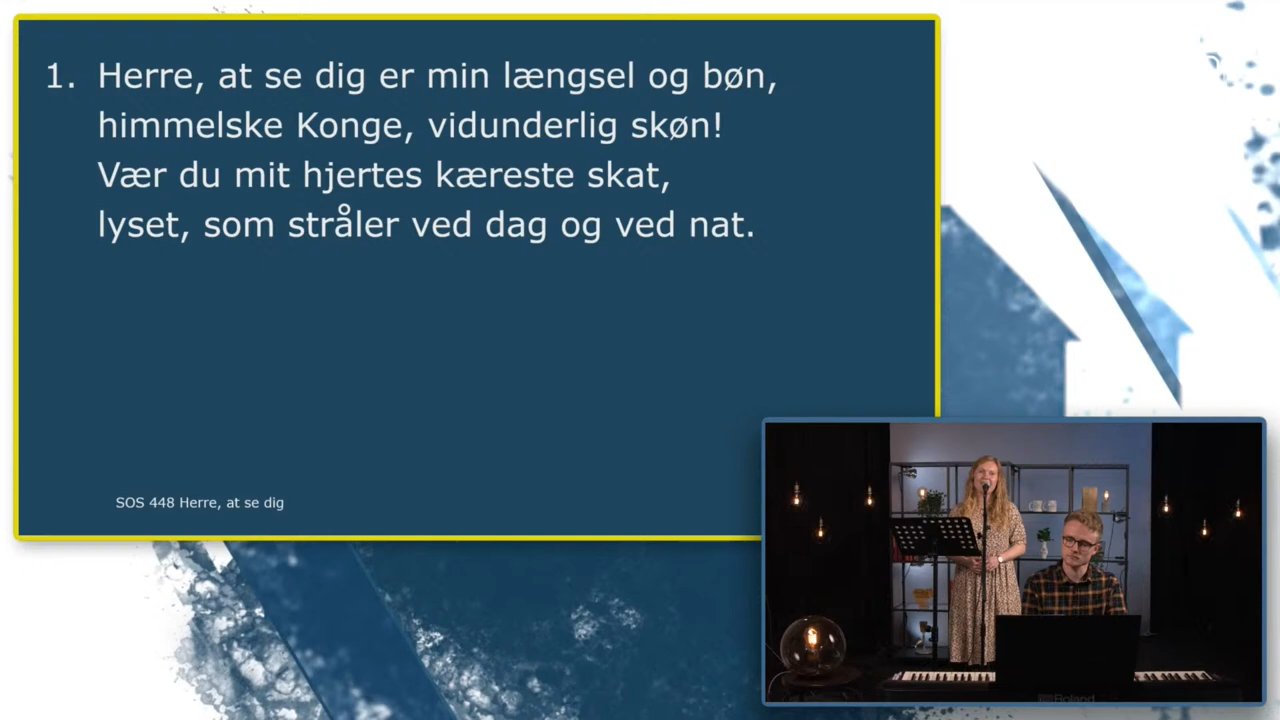 1. Herre, at se dig er min længsel og bøn,
himmelske Konge, vidunderlig skøn!
Vær du mit hjertes kæreste skat,
lyset, som stråler ved dag og ved nat.
SOS 448 Herre, at se dig
Roland